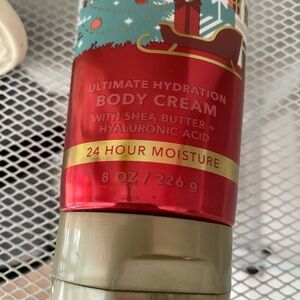 ULTIMATE HYDRATION
BODY CREAM
WITH SHEA BUTTER +
HYALURONIC ACID
24 HOUR MOISTURE
8 OZ / 226 g